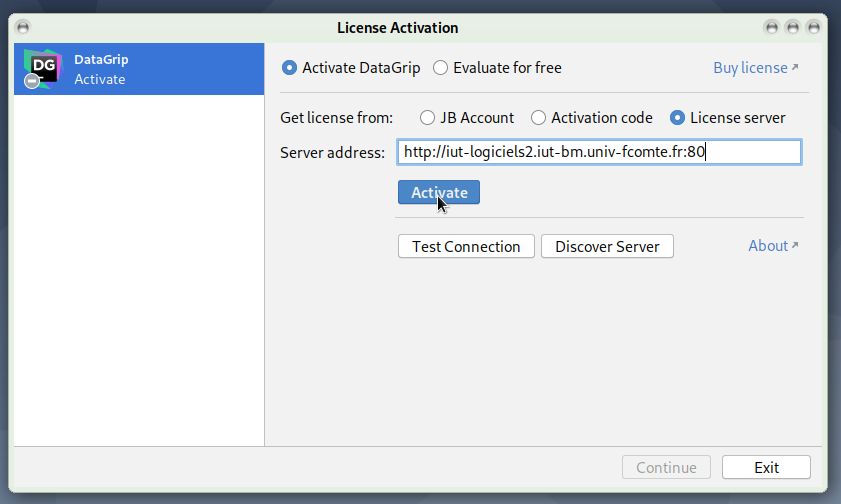 License Activation
DG DataGrip
Activate
Activate DataGrip Evaluate for free Buy license
Get license from: JB Account Activation code License server
Server address: http://iut-logiciels2.iut-bm.univ-fcomte.fr:80
Activate
Test Connection Discover Server About
Continue Exit